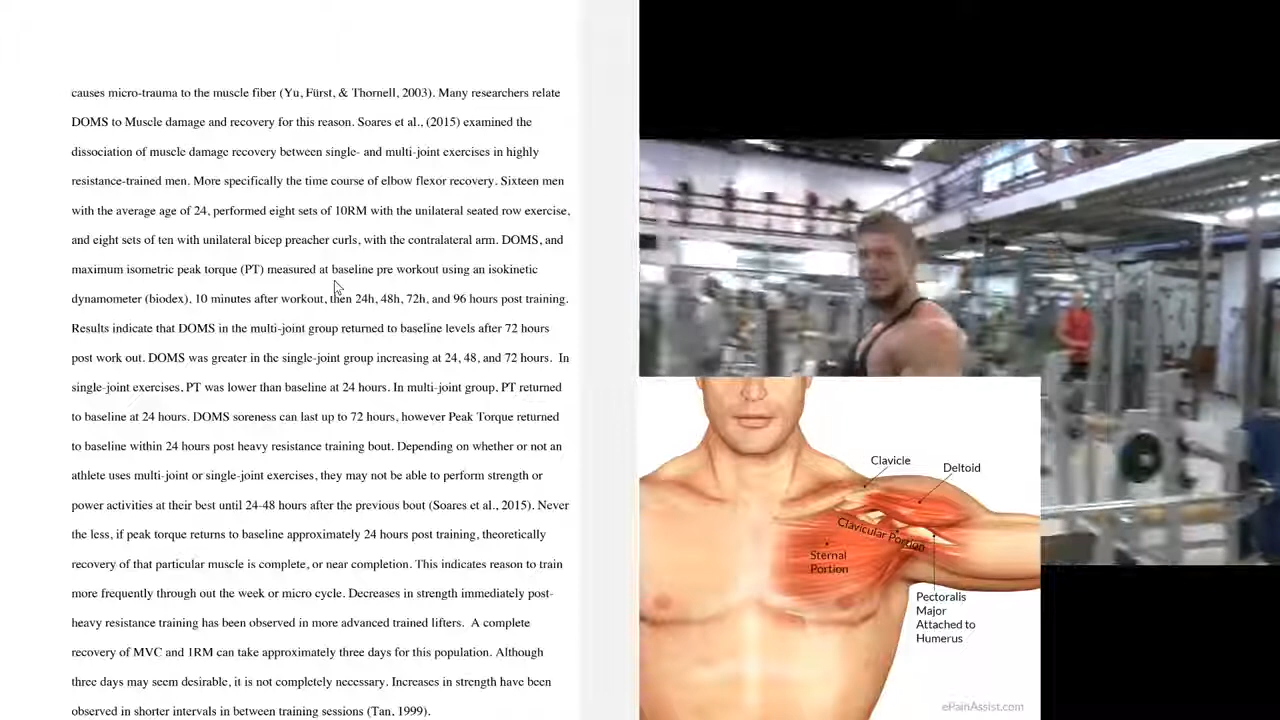 causes micro-trauma to the muscle fiber (Yu, Fürst, & Thornell, 2003). Many researchers relate
DOMS to Muscle damage and recovery for this reason. Soares et al., (2015) examined the
dissociation of muscle damage recovery between single- and multi-joint exercises in highly
resistance-trained men. More specifically the time course of elbow flexor recovery. Sixteen men
with the average age of 24, performed eight sets of 10RM with the unilateral seated row exercise,
and eight sets of ten with unilateral bicep preacher curls, with the contralateral arm. DOMS, and
maximum isometric peak torque (PT) measured at baseline pre workout using an isokinetic
dynamometer (biodex), 10 minutes after workout, then 24h, 48h, 72h, and 96 hours post training.
Results indicate that DOMS in the multi-joint group returned to baseline levels after 72 hours
post work out. DOMS was greater in the single-joint group increasing at 24, 48, and 72 hours. In
single-joint exercises, PT was lower than baseline at 24 hours. In multi-joint group, PT returned
to baseline at 24 hours. DOMS soreness can last up to 72 hours, however Peak Torque returned
to baseline within 24 hours post heavy resistance training bout. Depending on whether or not an
athlete uses multi-joint or single-joint exercises, they may not be able to perform strength or
power activities at their best until 24-48 hours after the previous bout (Soares et al., 2015). Never
the less, if peak torque returns to baseline approximately 24 hours post training, theoretically
recovery of that particular muscle is complete, or near completion. This indicates reason to train
more frequently through out the week or micro cycle. Decreases in strength immediately post-
heavy resistance training has been observed in more advanced trained lifters. A complete
recovery of MVC and 1RM can take approximately three days for this population. Although
three days may seem desirable, it is not completely necessary. Increases in strength have been
observed in shorter intervals in between training sessions (Tan, 1999).
Clavicle
Deltoid
Clavicular Portion
Sternal
Portion
Pectoralis
Major
Attached to
Humerus
ePainAssist.com